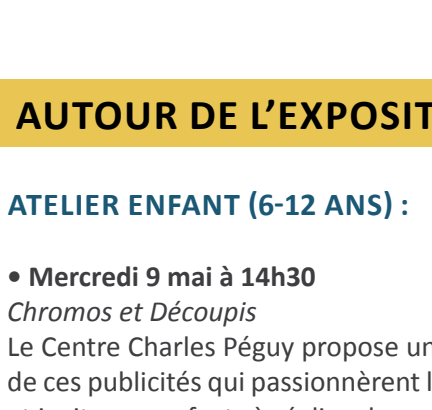 AUTOUR DE L'EXPOSIT
ATELIER ENFANT (6-12 ANS) :
• Mercredi 9 mai à 14h30
Chromos et Découpis
Le Centre Charles Péguy propose un
de ces publicités qui passionnèrent l